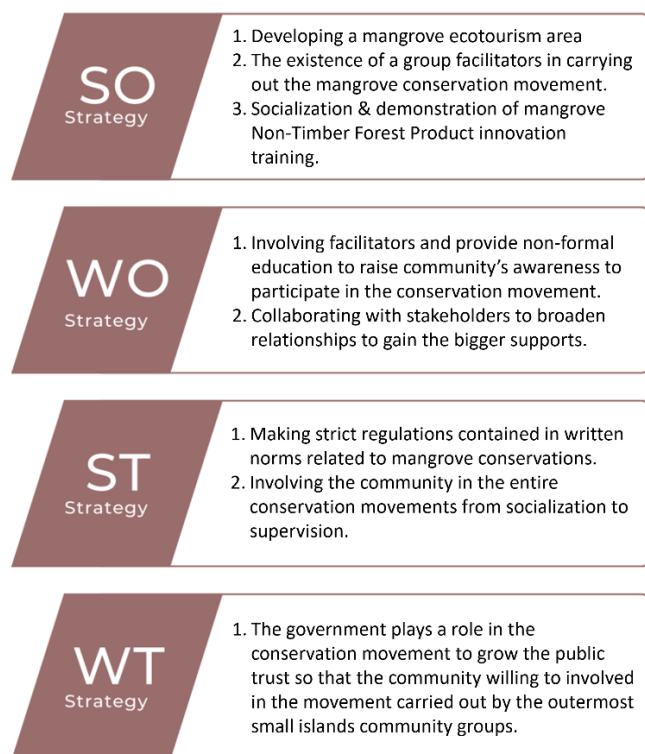 SO
Strategy
1. Developing a mangrove ecotourism area
2. The existence of a group facilitators in carrying
out the mangrove conservation movement.
3. Socialization & demonstration of mangrove
Non-Timber Forest Product innovation
training.
WO
Strategy
1. Involving facilitators and provide non-formal
education to raise community’s awareness to
participate in the conservation movement.
2. Collaborating with stakeholders to broaden
relationships to gain the bigger supports.
ST
Strategy
1. Making strict regulations contained in written
norms related to mangrove conservations.
2. Involving the community in the entire
conservation movements from socialization to
supervision.
WT
Strategy
1. The government plays a role in the
conservation movement to grow the public
trust so that the community willing to involved
in the movement carried out by the outermost
small islands community groups.